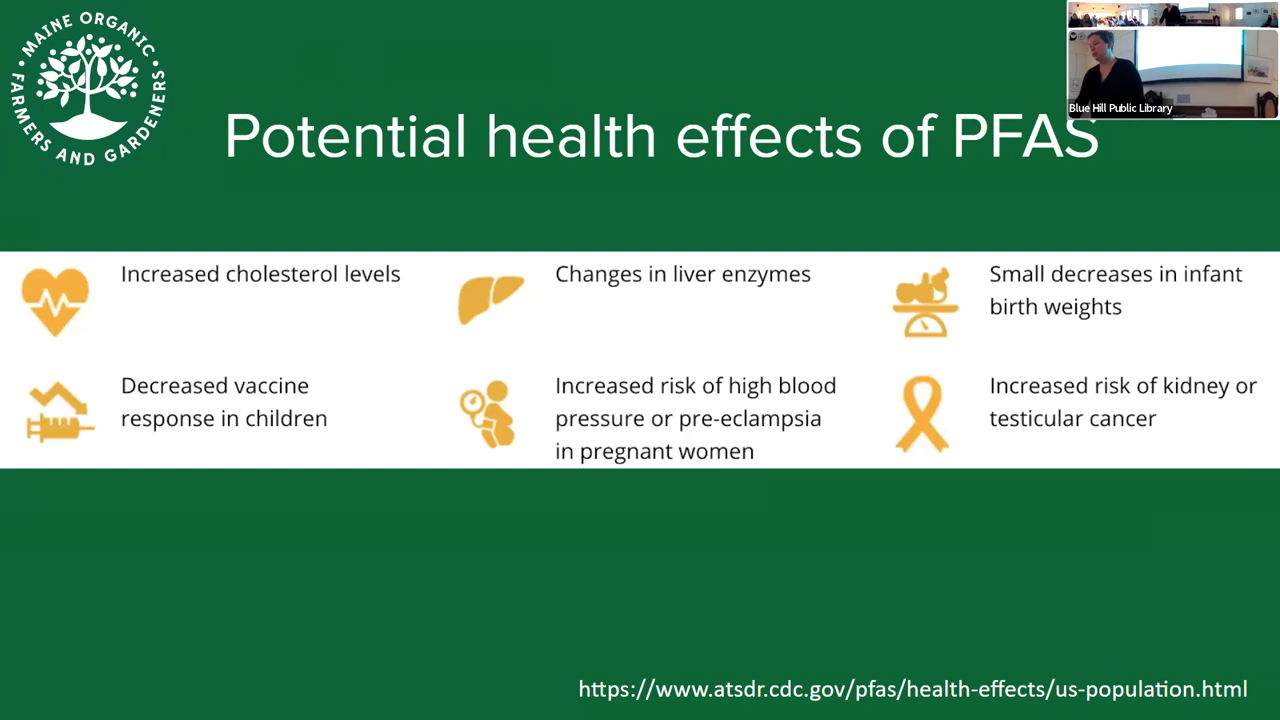 MAINE ORGANIC
FARMERS AND GARDENERS
Blue Hill Public Library
Potential health effects of PFAS
Increased cholesterol levels
Changes in liver enzymes
Small decreases in infant
birth weights
Decreased vaccine
response in children
Increased risk of high blood
pressure or pre-eclampsia
in pregnant women
Increased risk of kidney or
testicular cancer
https://www.atsdr.cdc.gov/pfas/health-effects/us-population.html